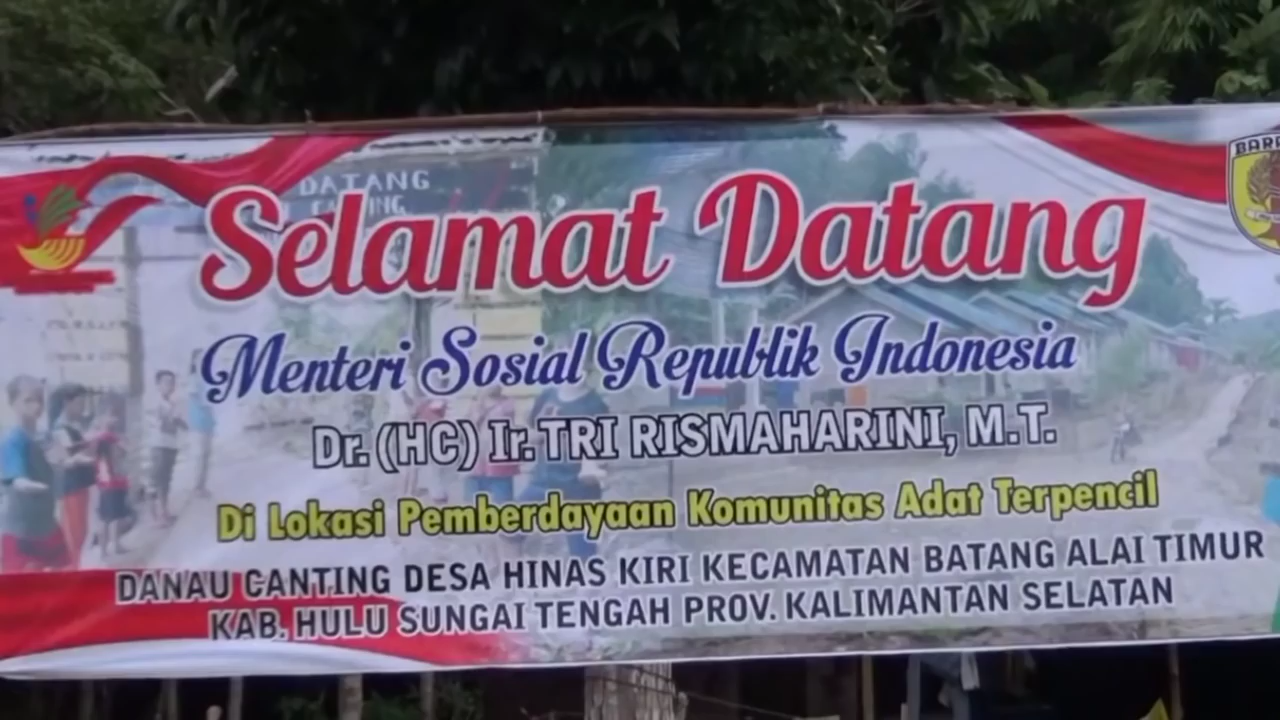 DATANG
Selamat Datang
Menteri Sosial Republik Indonesia
Dr. (HC) Ir. TRI RISMAHARINI, M.T.
Di Lokasi Pemberdayaan Komunitas Adat Terpencil
DANAU CANTING DESA HINAS KIRI KECAMATAN BATANG ALAI TIMUR
KAB. HULU SUNGAI TENGAH PROV. KALIMANTAN SELATAN